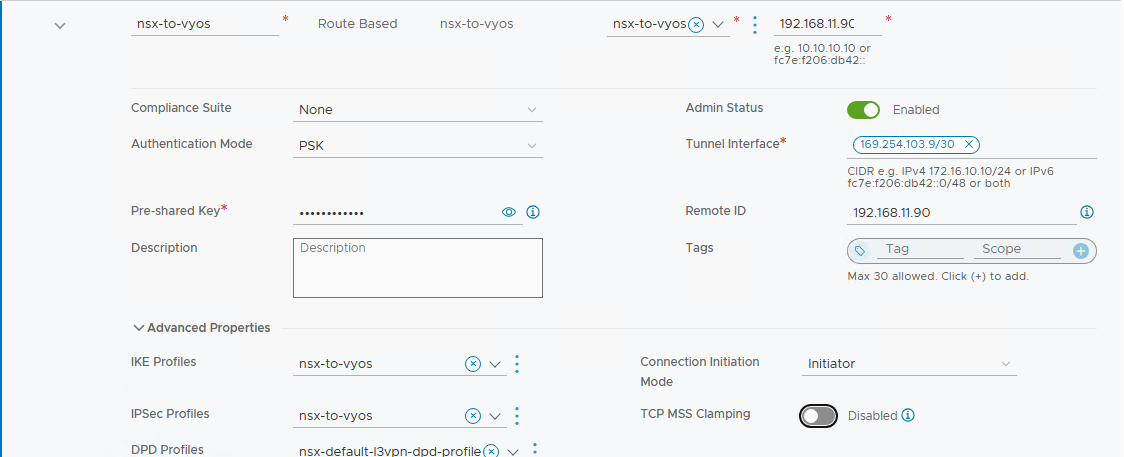 nsx-to-vyos * Route Based nsx-to-vyos nsx-to-vyos * 192.168.11.90 *
e.g. 10.10.10.10 or
fc7e:f206:db42::
Compliance Suite None Admin Status Enabled
Authentication Mode PSK Tunnel Interface* 169.254.103.9/30
CIDR e.g. IPv4 172.16.10.10/24 or IPv6
fc7e:f206:db42::0/48 or both
Pre-shared Key* •••••••••••• Remote ID 192.168.11.90
Description Description Tags Tag Scope
Max 30 allowed. Click (+) to add.
Advanced Properties
IKE Profiles nsx-to-vyos Connection Initiation Initiator
Mode
IPSec Profiles nsx-to-vyos TCP MSS Clamping Disabled
DPD Profiles nsx-default-l3vpn-dpd-profile